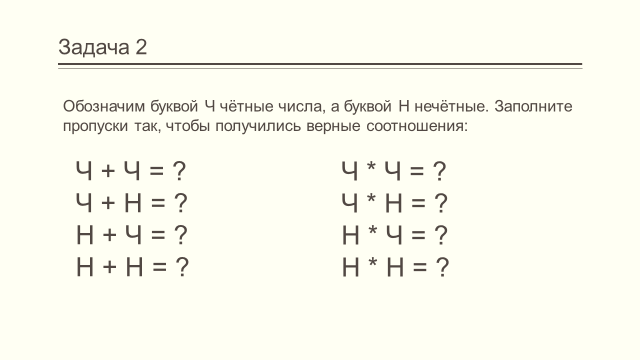 Задача 2
Обозначим буквой Ч чётные числа, а буквой Н нечётные. Заполните
пропуски так, чтобы получились верные соотношения:
Ч + Ч = ?
Ч + Н = ?
Н + Ч = ?
Н + Н = ?
Ч * Ч = ?
Ч * Н = ?
Н * Ч = ?
Н * Н = ?